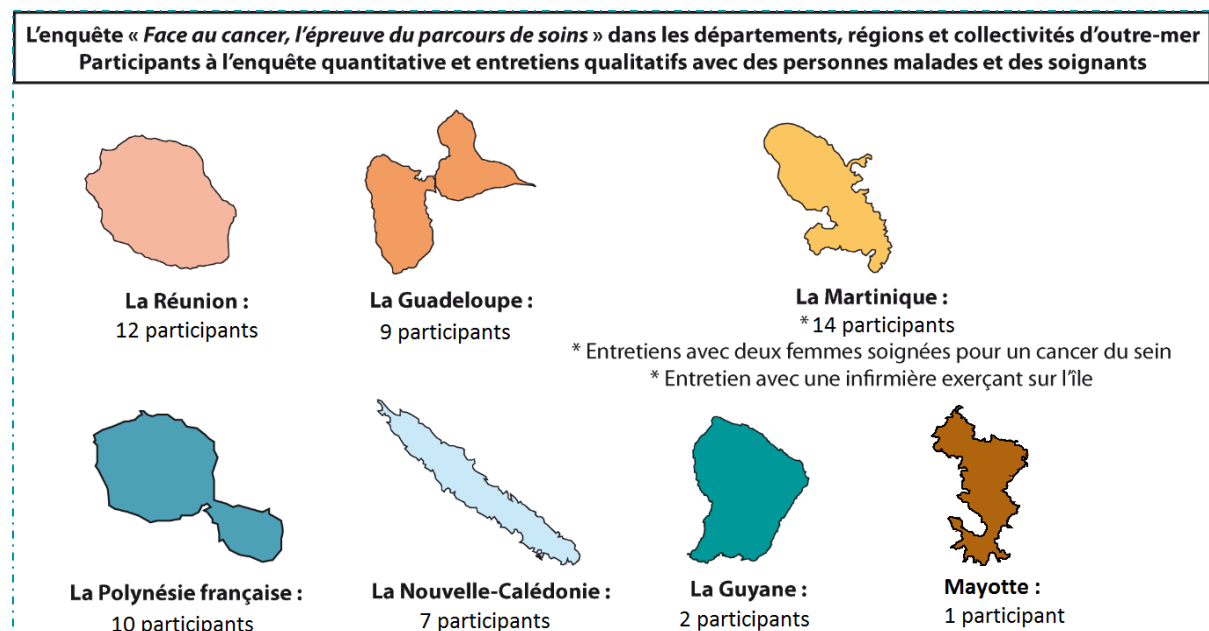 L'enquête « Face au cancer, l'épreuve du parcours de soins » dans les départements, régions et collectivités d'outre-mer
Participants à l'enquête quantitative et entretiens qualitatifs avec des personnes malades et des soignants
La Réunion :
12 participants
La Guadeloupe :
9 participants
La Martinique :
* 14 participants
* Entretiens avec deux femmes soignées pour un cancer du sein
* Entretien avec une infirmière exerçant sur l'île
La Polynésie française :
10 participants
La Nouvelle-Calédonie :
7 participants
La Guyane :
2 participants
Mayotte :
1 participant